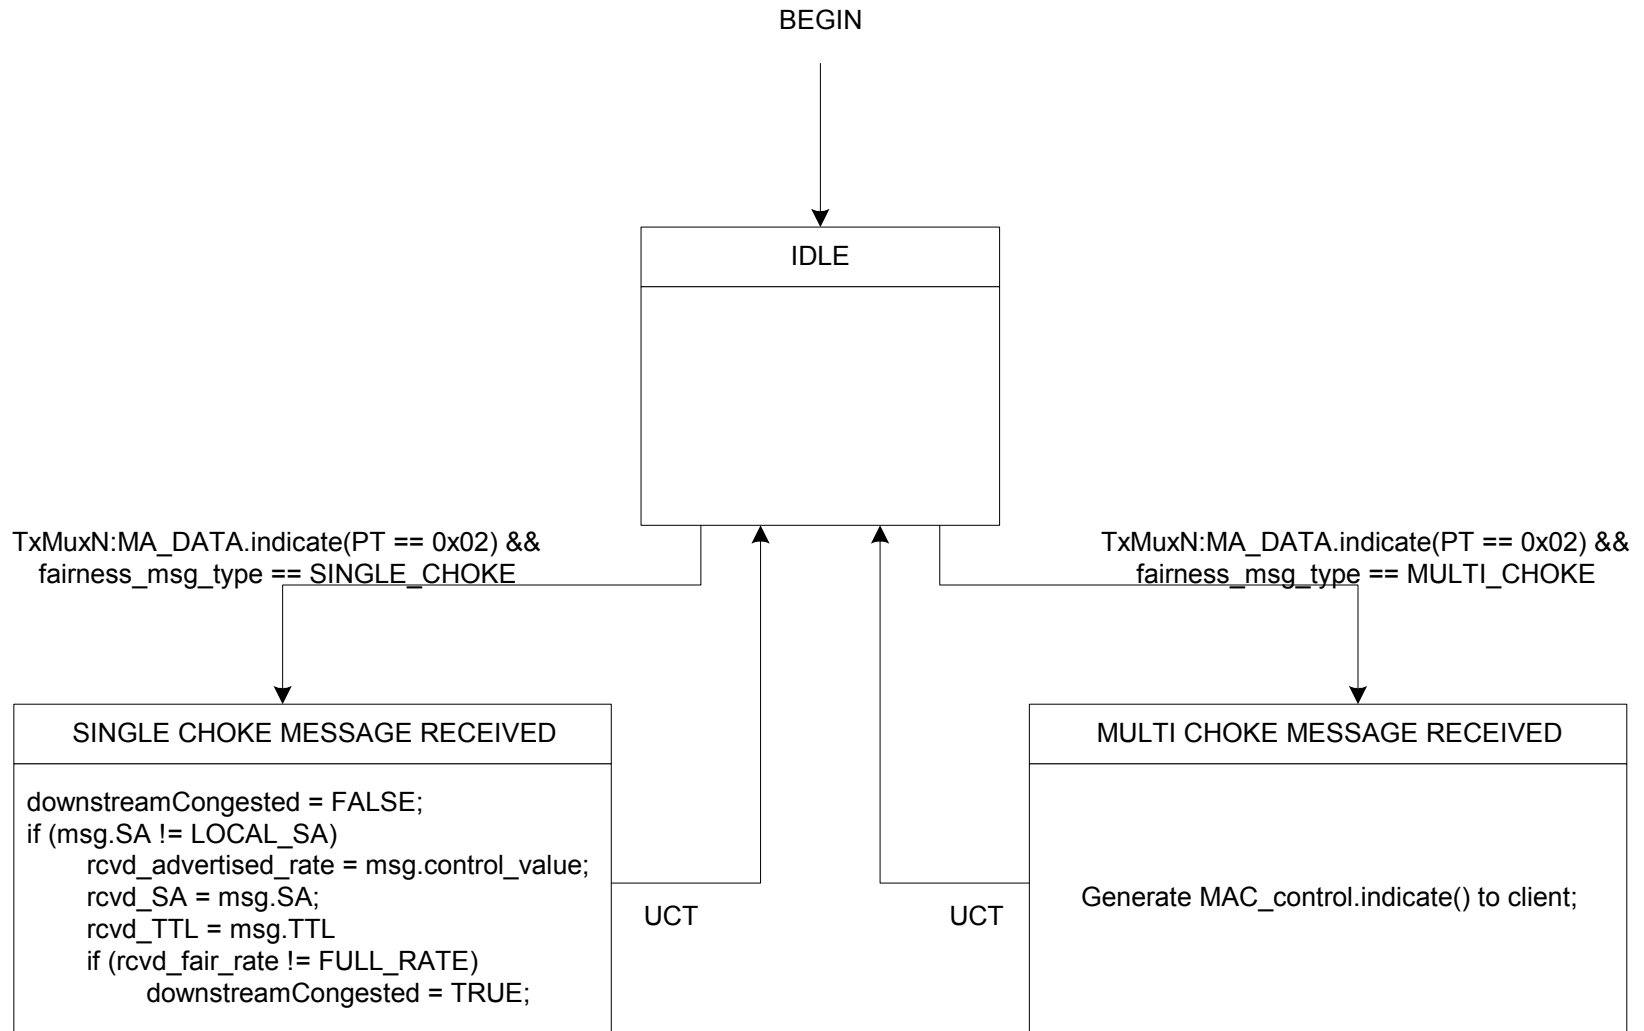 BEGIN
IDLE
TxMuxN:MA_DATA.indicate(PT == 0x02) &&
fairness_msg_type == SINGLE_CHOKE
TxMuxN:MA_DATA.indicate(PT == 0x02) &&
fairness_msg_type == MULTI_CHOKE
SINGLE CHOKE MESSAGE RECEIVED
downstreamCongested = FALSE;
if (msg.SA != LOCAL_SA)
rcvd_advertised_rate = msg.control_value;
rcvd_SA = msg.SA;
rcvd_TTL = msg.TTL
if (rcvd_fair_rate != FULL_RATE)
downstreamCongested = TRUE;
UCT
UCT
MULTI CHOKE MESSAGE RECEIVED
Generate MAC_control.indicate() to client;